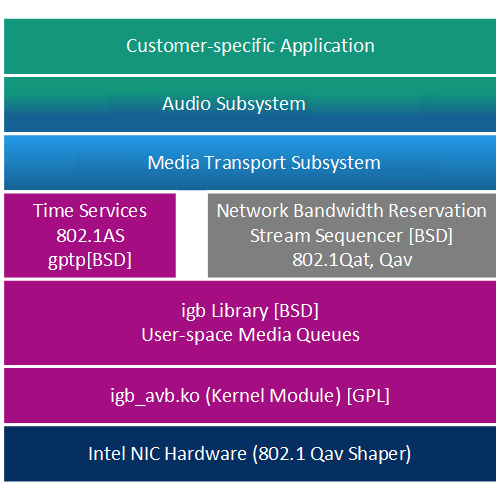 Customer-specific Application
Audio Subsystem
Media Transport Subsystem
Time Services
802.1AS
gptp[BSD]
Network Bandwidth Reservation
Stream Sequencer [BSD]
802.1Qat, Qav
igb Library [BSD]
User-space Media Queues
igb_avb.ko (Kernel Module) [GPL]
Intel NIC Hardware (802.1 Qav Shaper)